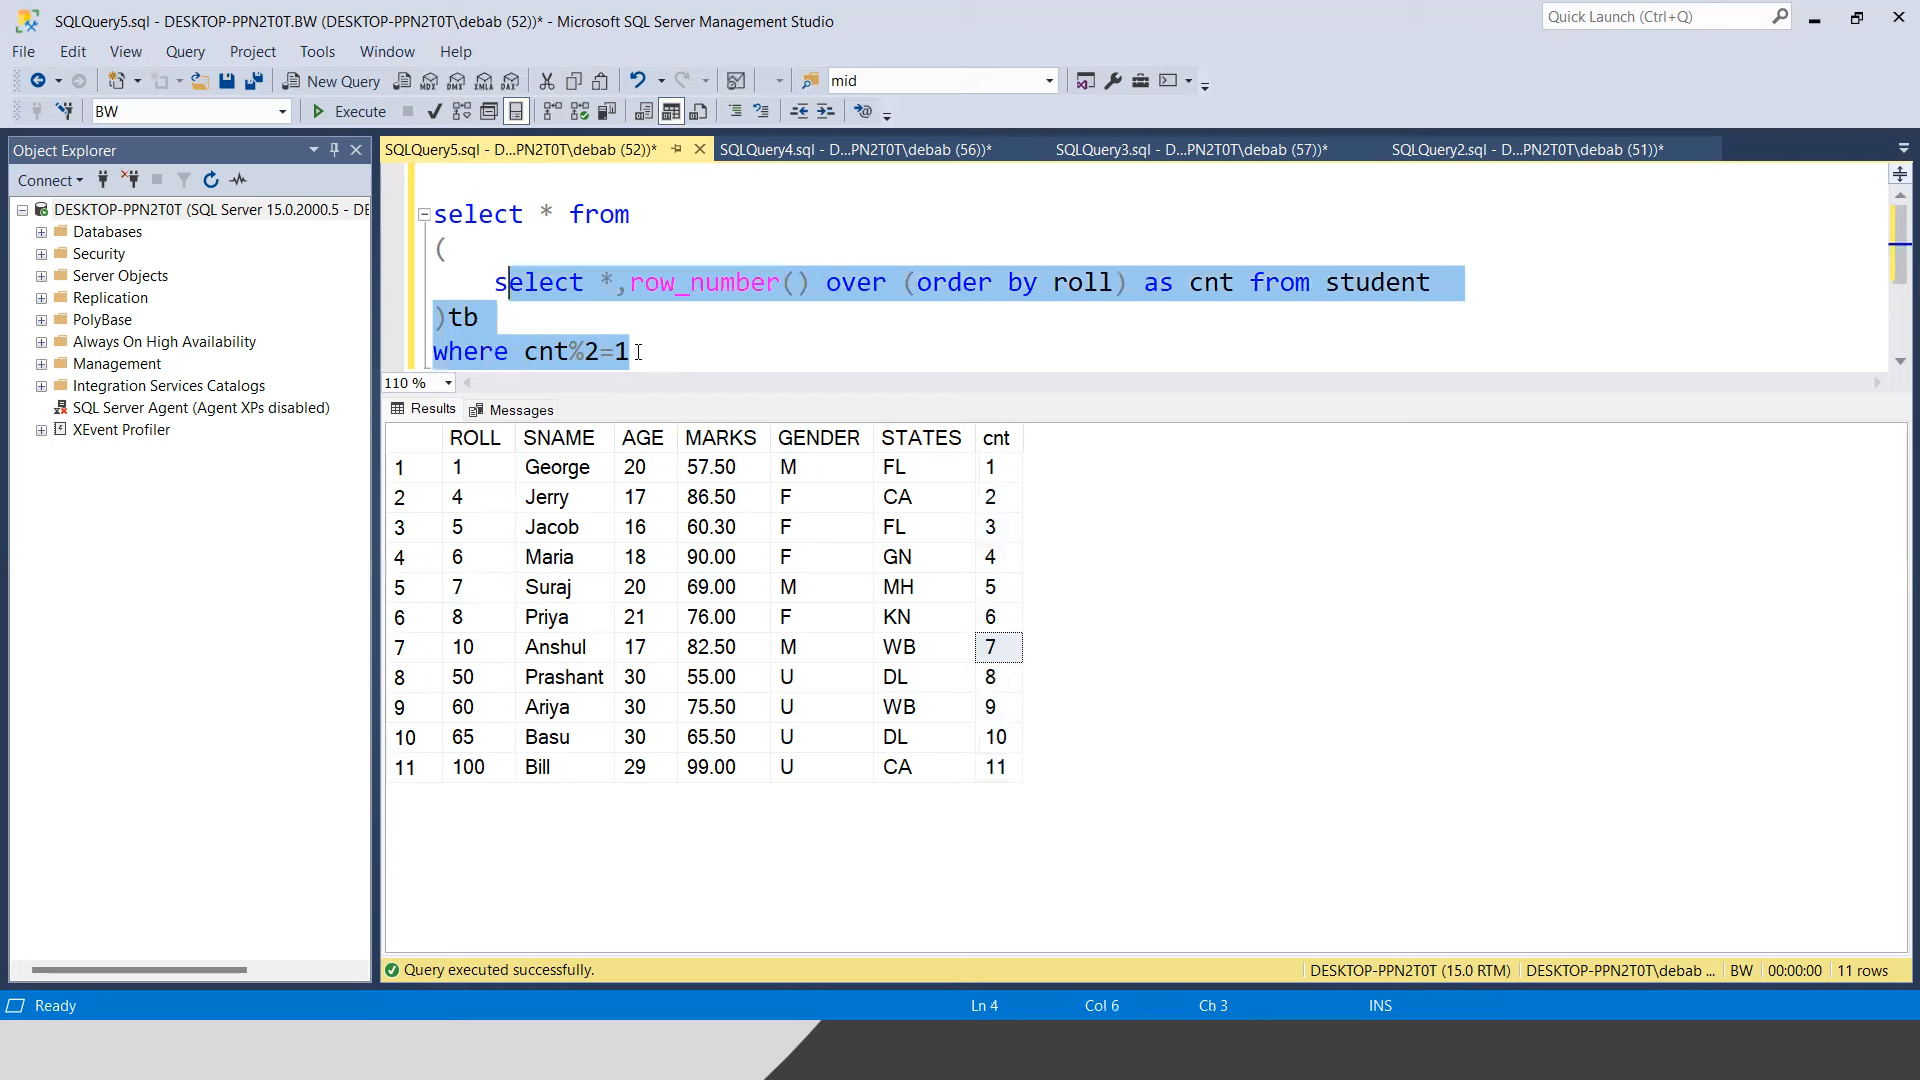 SQLQuery5.sql - DESKTOP-PPN2T0T.BW (DESKTOP-PPN2T0T\debab (52))* - Microsoft SQL Server Management Studio
Quick Launch (Ctrl+Q)
File Edit View Query Project Tools Window Help
New Query MDX DMX XMLA DAX mid
BW Execute
Object Explorer
SQLQuery5.sql - D...PN2T0T\debab (52))* SQLQuery4.sql - D...PN2T0T\debab (56))* SQLQuery3.sql - D...PN2T0T\debab (57))* SQLQuery2.sql - D...PN2T0T\debab (51))*
Connect
DESKTOP-PPN2T0T (SQL Server 15.0.2000.5 - DE
Databases
Security
Server Objects
Replication
PolyBase
Always On High Availability
Management
Integration Services Catalogs
SQL Server Agent (Agent XPs disabled)
XEvent Profiler
select * from
(
select *,row_number() over (order by roll) as cnt from student
)tb
where cnt%2=1
110 %
Results Messages
ROLL SNAME AGE MARKS GENDER STATES cnt
1 1 George 20 57.50 M FL 1
2 4 Jerry 17 86.50 F CA 2
3 5 Jacob 16 60.30 F FL 3
4 6 Maria 18 90.00 F GN 4
5 7 Suraj 20 69.00 M MH 5
6 8 Priya 21 76.00 F KN 6
7 10 Anshul 17 82.50 M WB 7
8 50 Prashant 30 55.00 U DL 8
9 60 Ariya 30 75.50 U WB 9
10 65 Basu 30 65.50 U DL 10
11 100 Bill 29 99.00 U CA 11
Query executed successfully. DESKTOP-PPN2T0T (15.0 RTM) DESKTOP-PPN2T0T\debab ... BW 00:00:00 11 rows
Ready Ln 4 Col 6 Ch 3 INS